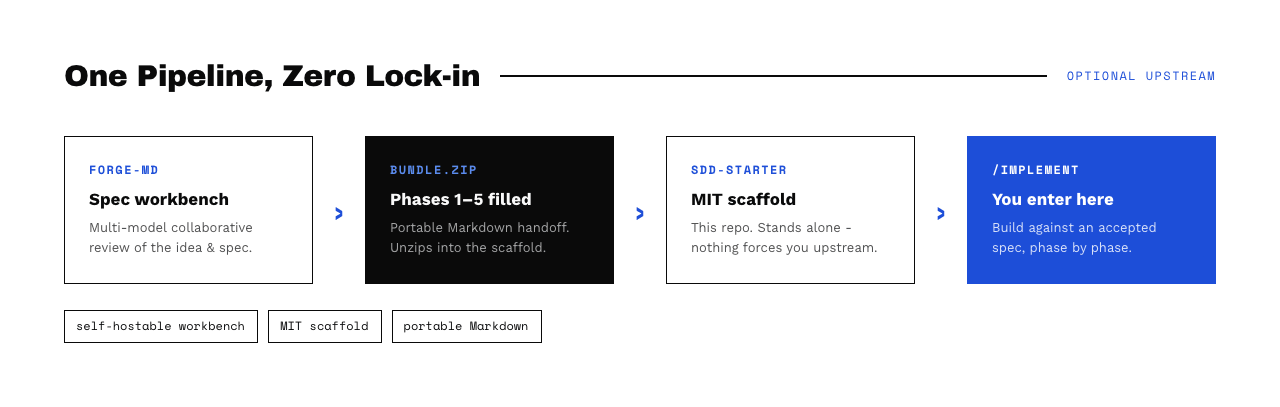 One Pipeline, Zero Lock-in
OPTIONAL UPSTREAM
FORGE-MD
Spec workbench
Multi-model collaborative
review of the idea & spec.
›
BUNDLE.ZIP
Phases 1–5 filled
Portable Markdown handoff.
Unzips into the scaffold.
›
SDD-STARTER
MIT scaffold
This repo. Stands alone -
nothing forces you upstream.
›
/IMPLEMENT
You enter here
Build against an accepted
spec, phase by phase.
self-hostable workbench
MIT scaffold
portable Markdown